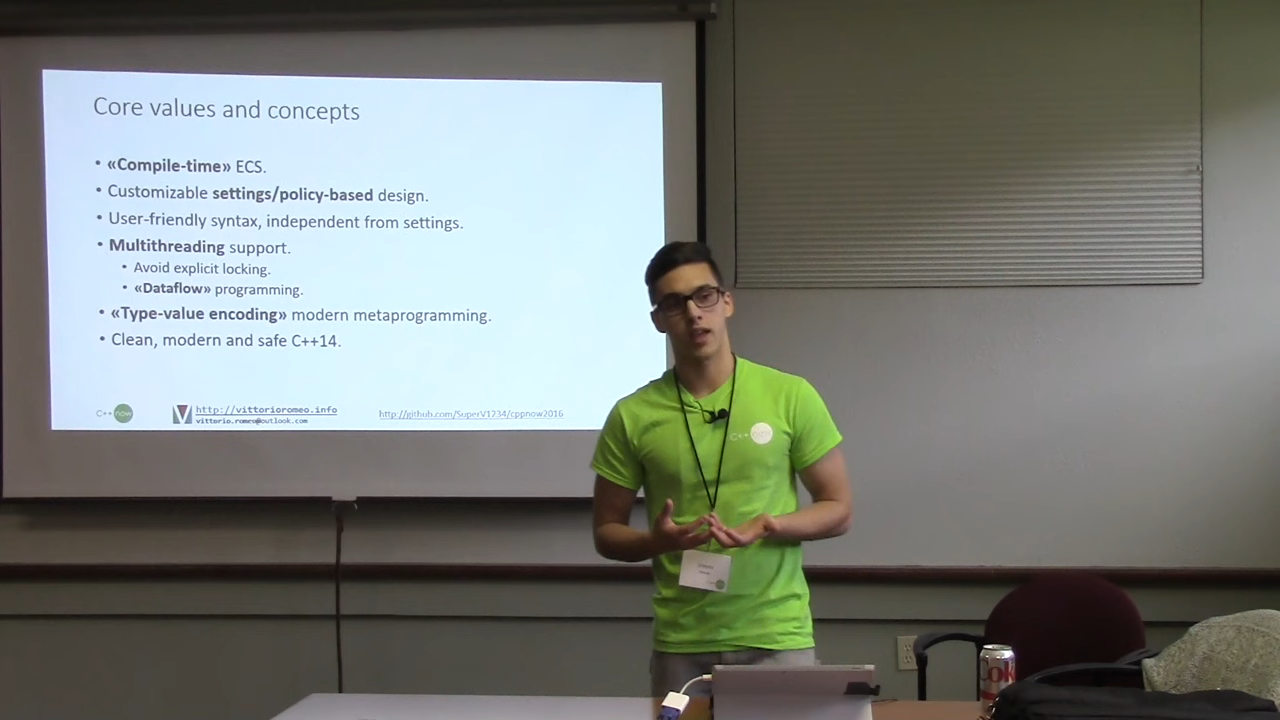 Core values and concepts
• «Compile-time» ECS.
• Customizable settings/policy-based design.
• User-friendly syntax, independent from settings.
• Multithreading support.
• Avoid explicit locking.
• «Dataflow» programming.
• «Type-value encoding» modern metaprogramming.
• Clean, modern and safe C++14.
C++ now
http://vittorioromeo.info
vittorio.romeo@outlook.com
http://github.com/SuperV1234/cppnow2016
C++ now